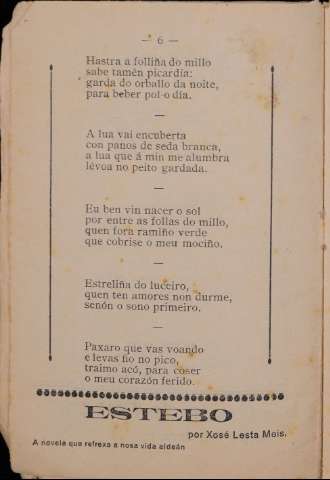 — 6 —
Hastra a folliña do millo
sabe tamén picardía:
garda do orballo da noite,
para beber pol-o día.
—
A lua vai encuberta
con panos de seda branca,
a lua que á min me alumbra
lévoa no peito gardada.
—
Eu ben vin nacer o sol
por entre as follas do millo,
quen fora ramiño verde
que cobrise o meu mociño.
—
Estreliña do luceiro,
quen ten amores non durme,
senón o sono primeiro.
—
Paxaro que vas voando
e levas fio no pico,
traimo acó, para coser
o meu corazón ferido.
ESTEBO
por Xosé Lesta Meis.
A novela que refrexa a nosa vida aldeán